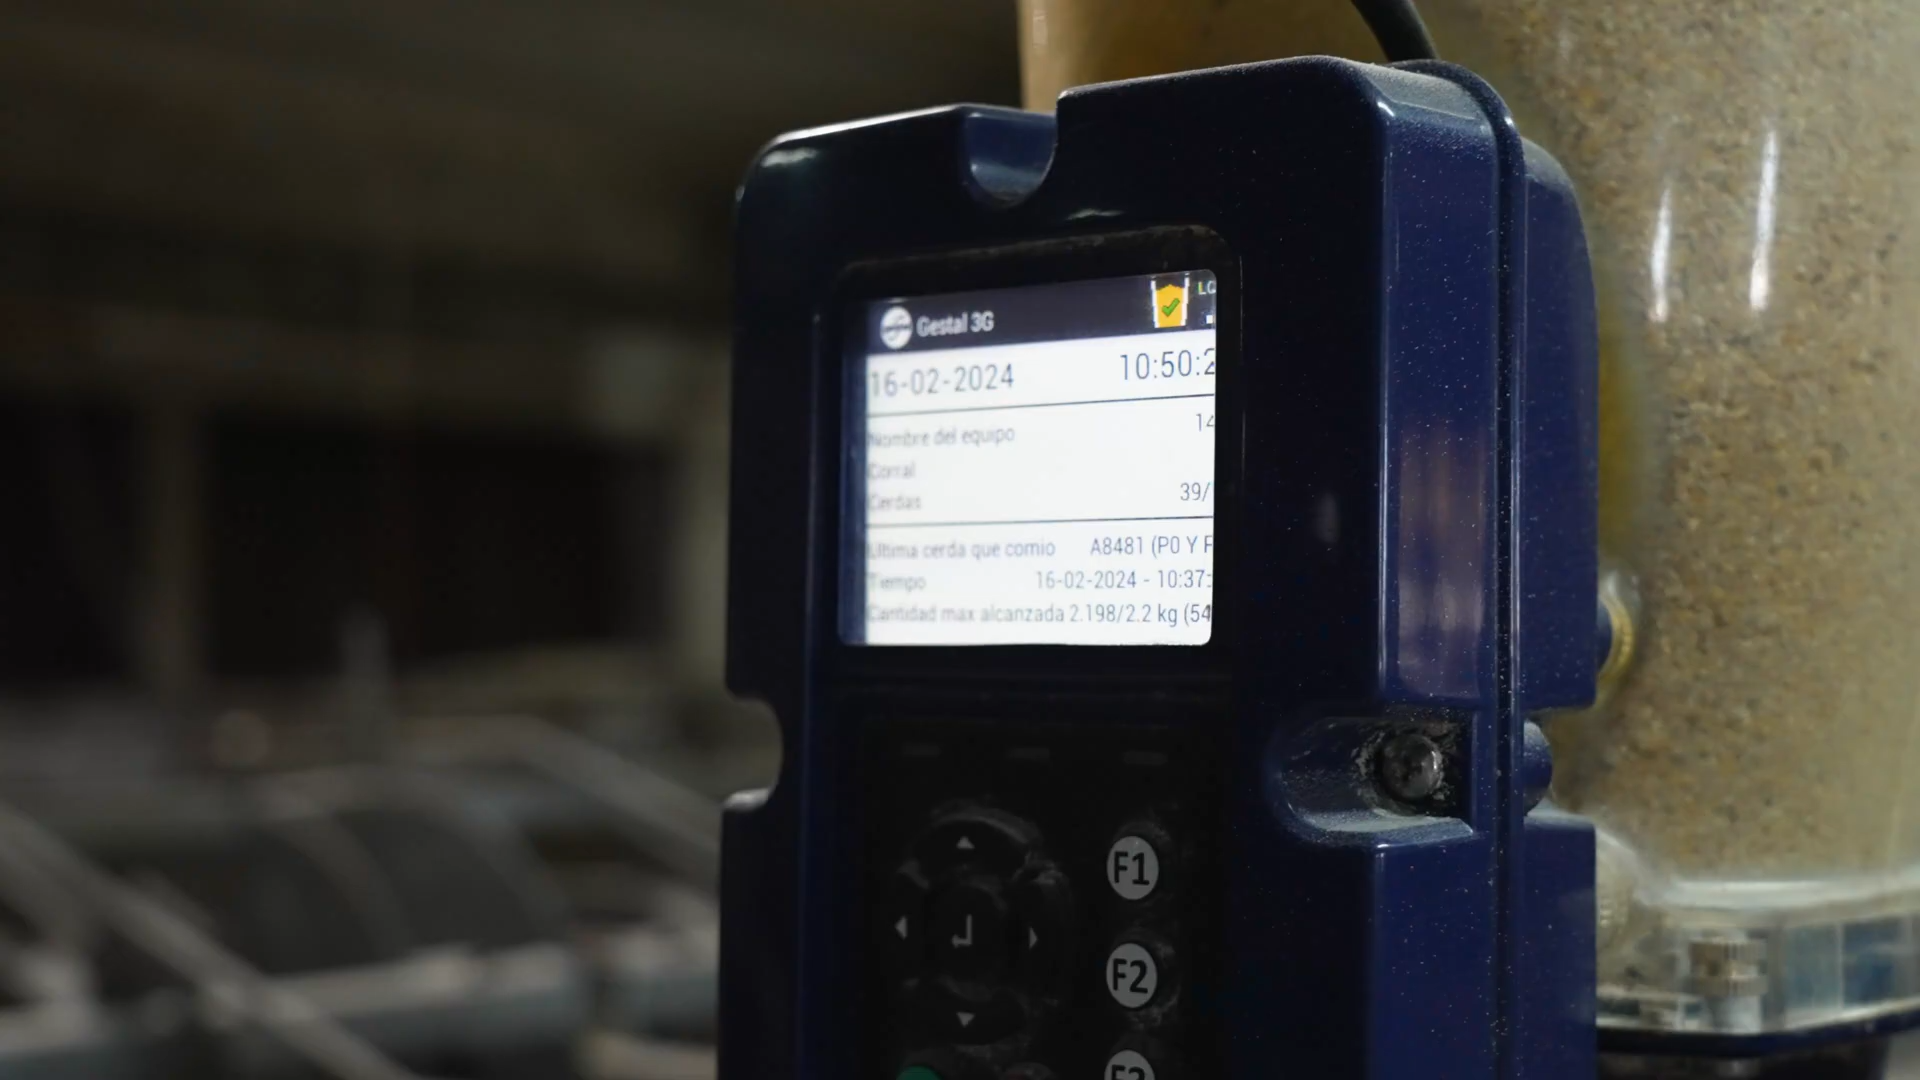 Gestal 3G LC
16-02-2024 10:50:2
Nombre del equipo 14
Corral
Cerdas 39/
Ultima cerda que comio A8481 (P0 Y F
Tiempo 16-02-2024 - 10:37:
Cantidad max alcanzada 2.198/2.2 kg (54
F1
F2
F3